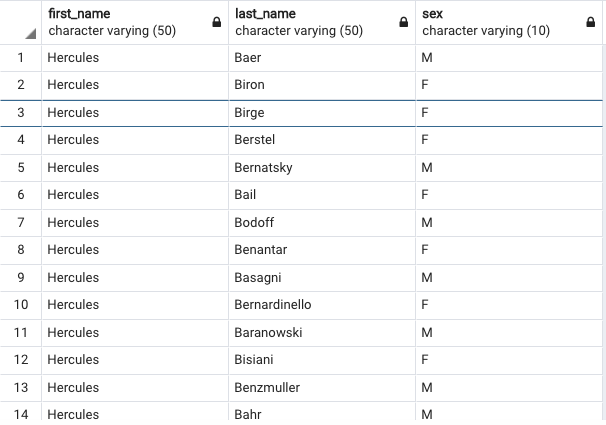 first_name last_name sex
character varying (50) character varying (50) character varying (10)
1 Hercules Baer M
2 Hercules Biron F
3 Hercules Birge F
4 Hercules Berstel F
5 Hercules Bernatsky M
6 Hercules Bail F
7 Hercules Bodoff M
8 Hercules Benantar F
9 Hercules Basagni M
10 Hercules Bernardinello F
11 Hercules Baranowski M
12 Hercules Bisiani F
13 Hercules Benzmuller M
14 Hercules Bahr M